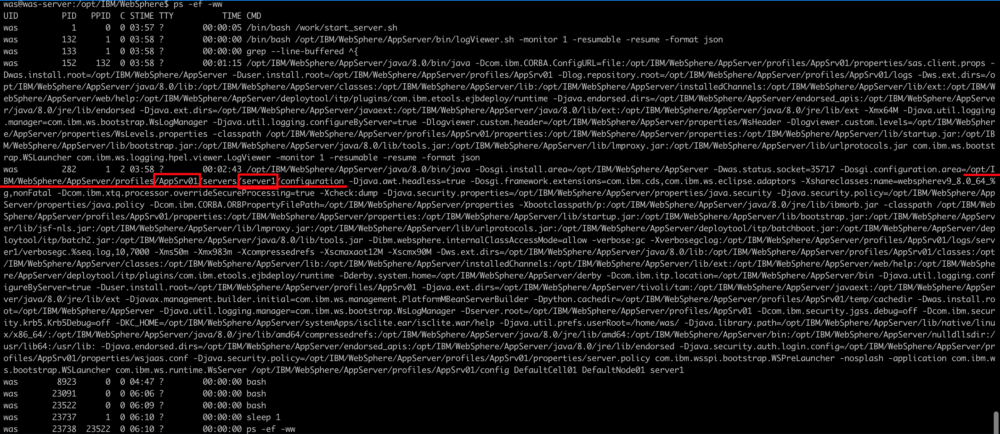 was@was-server:/opt/IBM/WebSphere$ ps -ef -ww
UID         PID   PPID  C STIME TTY          TIME CMD
was           1      0  0 03:57 ?        00:00:05 /bin/bash /work/start_server.sh
was         132      1  0 03:58 ?        00:00:00 /bin/bash /opt/IBM/WebSphere/AppServer/bin/logViewer.sh -monitor 1 -resumable -resume -format json
was         133      1  0 03:58 ?        00:00:00 grep --line-buffered ^{
was         152    132  0 03:58 ?        00:01:15 /opt/IBM/WebSphere/AppServer/java/8.0/bin/java -Dcom.ibm.CORBA.ConfigURL=file:/opt/IBM/WebSphere/AppServer/profiles/AppSrv01/properties/sas.client.props -
Dwas.install.root=/opt/IBM/WebSphere/AppServer -Duser.install.root=/opt/IBM/WebSphere/AppServer/profiles/AppSrv01 -Dlog.repository.root=/opt/IBM/WebSphere/AppServer/profiles/AppSrv01/logs -Dws.ext.dirs=/o
pt/IBM/WebSphere/AppServer/java/8.0/lib:/opt/IBM/WebSphere/AppServer/classes:/opt/IBM/WebSphere/AppServer/lib:/opt/IBM/WebSphere/AppServer/installedChannels:/opt/IBM/WebSphere/AppServer/lib/ext:/opt/IBM/W
ebSphere/AppServer/web/help:/opt/IBM/WebSphere/AppServer/deploytool/itp/plugins/com.ibm.etools.ejbdeploy/runtime -Djava.endorsed.dirs=/opt/IBM/WebSphere/AppServer/endorsed_apis:/opt/IBM/WebSphere/AppServe
r/java/8.0/jre/lib/endorsed -Djava.ext.dirs=/opt/IBM/WebSphere/AppServer/javaext:/opt/IBM/WebSphere/AppServer/java/8.0/lib/ext:/opt/IBM/WebSphere/AppServer/java/8.0/jre/lib/ext -Xmx64M -Djava.util.logging
.manager=com.ibm.ws.bootstrap.WsLogManager -Djava.util.logging.configureByServer=true -Dlogviewer.custom.header=/opt/IBM/WebSphere/AppServer/properties/WsHeader -Dlogviewer.custom.levels=/opt/IBM/WebSpher
e/AppServer/properties/WsLevels.properties -classpath /opt/IBM/WebSphere/AppServer/profiles/AppSrv01/properties:/opt/IBM/WebSphere/AppServer/properties:/opt/IBM/WebSphere/AppServer/lib/startup.jar:/opt/IB
M/WebSphere/AppServer/lib/bootstrap.jar:/opt/IBM/WebSphere/AppServer/java/8.0/lib/tools.jar:/opt/IBM/WebSphere/AppServer/lib/lmproxy.jar:/opt/IBM/WebSphere/AppServer/lib/urlprotocols.jar com.ibm.ws.bootst
rap.WSLauncher com.ibm.ws.logging.hpel.viewer.LogViewer -monitor 1 -resumable -resume -format json
was         282      1  2 03:58 ?        00:02:43 /opt/IBM/WebSphere/AppServer/java/8.0/bin/java -Dosgi.install.area=/opt/IBM/WebSphere/AppServer -Dwas.status.socket=35717 -Dosgi.configuration.area=/opt/I
BM/WebSphere/AppServer/profiles/AppSrv01/servers/server1/configuration -Djava.awt.headless=true -Dosgi.framework.extensions=com.ibm.cds,com.ibm.ws.eclipse.adaptors -Xshareclasses:name=webspherev9_8.0_64_%
g,nonFatal -Dcom.ibm.xtq.processor.overrideSecureProcessing=true -Xcheck:dump -Djava.security.properties=/opt/IBM/WebSphere/AppServer/properties/java.security -Djava.security.policy=/opt/IBM/WebSphere/App
Server/properties/java.policy -Dcom.ibm.CORBA.ORBPropertyFilePath=/opt/IBM/WebSphere/AppServer/properties -Xbootclasspath/p:/opt/IBM/WebSphere/AppServer/java/8.0/jre/lib/ibmorb.jar -classpath /opt/IBM/Web
Sphere/AppServer/profiles/AppSrv01/properties:/opt/IBM/WebSphere/AppServer/properties:/opt/IBM/WebSphere/AppServer/lib/startup.jar:/opt/IBM/WebSphere/AppServer/lib/bootstrap.jar:/opt/IBM/WebSphere/AppServ
er/lib/jsf-nls.jar:/opt/IBM/WebSphere/AppServer/lib/lmproxy.jar:/opt/IBM/WebSphere/AppServer/lib/urlprotocols.jar:/opt/IBM/WebSphere/AppServer/deploytool/itp/batchboot.jar:/opt/IBM/WebSphere/AppServer/dep
loytool/itp/batch2.jar:/opt/IBM/WebSphere/AppServer/java/8.0/lib/tools.jar -Dibm.websphere.internalClassAccessMode=allow -verbose:gc -Xverbosegclog:/opt/IBM/WebSphere/AppServer/profiles/AppSrv01/logs/serv
er1/verbosegc.%seq.log,10,7000 -Xms50m -Xmx983m -Xcompressedrefs -Xscmaxaot12M -Xscmx90M -Dws.ext.dirs=/opt/IBM/WebSphere/AppServer/java/8.0/lib:/opt/IBM/WebSphere/AppServer/profiles/AppSrv01/classes:/opt
/IBM/WebSphere/AppServer/classes:/opt/IBM/WebSphere/AppServer/lib:/opt/IBM/WebSphere/AppServer/installedChannels:/opt/IBM/WebSphere/AppServer/lib/ext:/opt/IBM/WebSphere/AppServer/web/help:/opt/IBM/WebSphe
re/AppServer/deploytool/itp/plugins/com.ibm.etools.ejbdeploy/runtime -Dderby.system.home=/opt/IBM/WebSphere/AppServer/derby -Dcom.ibm.itp.location=/opt/IBM/WebSphere/AppServer/bin -Djava.util.logging.conf
igureByServer=true -Duser.install.root=/opt/IBM/WebSphere/AppServer/profiles/AppSrv01 -Djava.ext.dirs=/opt/IBM/WebSphere/AppServer/tivoli/tam:/opt/IBM/WebSphere/AppServer/javaext:/opt/IBM/WebSphere/AppSer
ver/java/8.0/jre/lib/ext -Djavax.management.builder.initial=com.ibm.ws.management.PlatformMBeanServerBuilder -Dpython.cachedir=/opt/IBM/WebSphere/AppServer/profiles/AppSrv01/temp/cachedir -Dwas.install.ro
ot=/opt/IBM/WebSphere/AppServer -Djava.util.logging.manager=com.ibm.ws.bootstrap.WsLogManager -Dserver.root=/opt/IBM/WebSphere/AppServer/profiles/AppSrv01 -Dcom.ibm.security.jgss.debug=off -Dcom.ibm.secur
ity.krb5.Krb5Debug=off -DKC_HOME=/opt/IBM/WebSphere/AppServer/systemApps/isclite.ear/isclite.war/help -Djava.util.prefs.userRoot=/home/was/ -Djava.library.path=/opt/IBM/WebSphere/AppServer/lib/native/linu
x/x86_64/:/opt/IBM/WebSphere/AppServer/java/8.0/jre/lib/amd64/compressedrefs:/opt/IBM/WebSphere/AppServer/java/8.0/jre/lib/amd64:/opt/IBM/WebSphere/AppServer/bin:/opt/IBM/WebSphere/AppServer/nulldllsdir:/
usr/lib64:/usr/lib: -Djava.endorsed.dirs=/opt/IBM/WebSphere/AppServer/endorsed_apis:/opt/IBM/WebSphere/AppServer/java/8.0/jre/lib/endorsed -Djava.security.auth.login.config=/opt/IBM/WebSphere/AppServer/pr
ofiles/AppSrv01/properties/wsjaas.conf -Djava.security.policy=/opt/IBM/WebSphere/AppServer/profiles/AppSrv01/properties/server.policy com.ibm.wsspi.bootstrap.WSPreLauncher -nosplash -application com.ibm.w
s.bootstrap.WSLauncher com.ibm.ws.runtime.WsServer /opt/IBM/WebSphere/AppServer/profiles/AppSrv01/config DefaultCell01 DefaultNode01 server1
was        8923      0  0 04:47 ?        00:00:00 bash
was       23091      0  0 06:06 ?        00:00:00 bash
was       23522      0  0 06:09 ?        00:00:00 bash
was       23737      1  0 06:10 ?        00:00:00 sleep 1
was       23738  23522  0 06:10 ?        00:00:00 ps -ef -ww